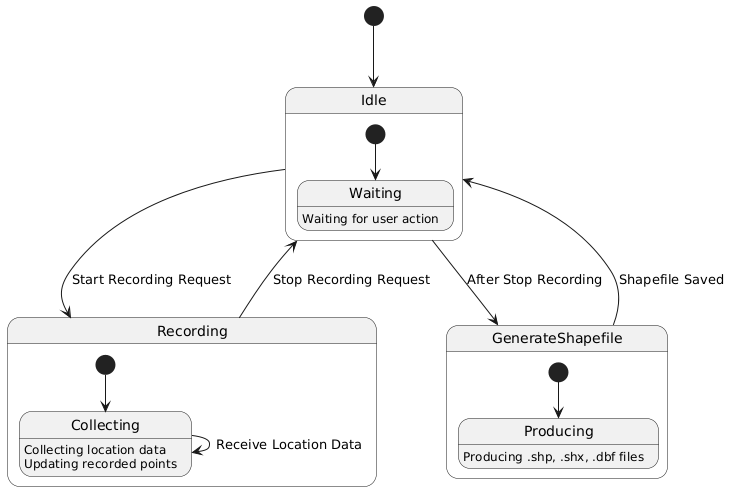 Idle
Waiting
Waiting for user action
Start Recording Request
Stop Recording Request
After Stop Recording
Shapefile Saved
Recording
Collecting
Collecting location data
Updating recorded points
Receive Location Data
GenerateShapefile
Producing
Producing .shp, .shx, .dbf files